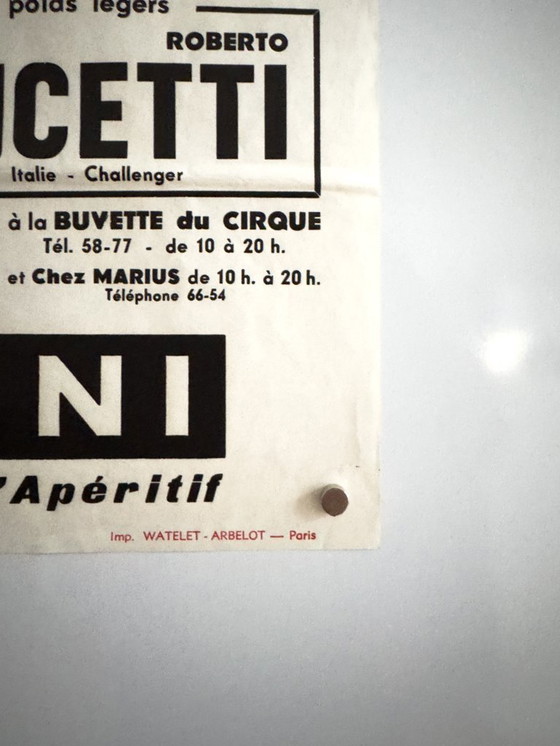 poids légers
ROBERTO
CETTI
Italie - Challenger
à la BUVETTE du CIRQUE
Tél. 58-77 - de 10 à 20 h.
et Chez MARIUS de 10 h. à 20 h.
Téléphone 66-54
NI
'Apéritif
Imp. WATELET - ARBELOT — Paris